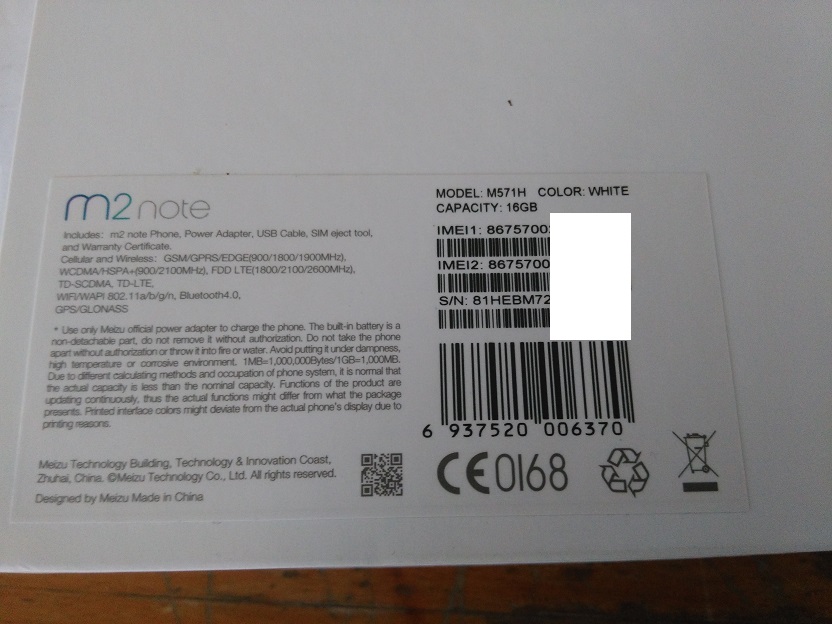 m2 note
Includes: m2 note Phone, Power Adapter, USB Cable, SIM eject tool,
and Warranty Certificate.
Cellular and Wireless: GSM/GPRS/EDGE(900/1800/1900MHz),
WCDMA/HSPA+(900/2100MHz), FDD LTE(1800/2100/2600MHz),
TD-SCDMA, TD-LTE,
WIFI/WAPI 802.11a/b/g/n, Bluetooth4.0,
GPS/GLONASS
* Use only Meizu official power adapter to charge the phone. The built-in battery is a
non-detachable part, do not remove it without authorization. Do not take the phone
apart without authorization or throw it into fire or water. Avoid putting it under dampness,
high temperature or corrosive environment. 1MB=1,000,000Bytes/1GB=1,000MB.
Due to different calculating methods and occupation of phone system, it is normal that
the actual capacity is less than the nominal capacity. Functions of the product are
updating continuously, thus the actual functions might differ from what the package
presents. Printed interface colors might deviate from the actual phone's display due to
printing reasons.
Meizu Technology Building, Technology & Innovation Coast,
Zhuhai, China. ©Meizu Technology Co., Ltd. All rights reserved.
Designed by Meizu Made in China
MODEL: M571H COLOR: WHITE
CAPACITY: 16GB
IMEI1: 8675700
IMEI2: 8675700
S/N: 81HEBM72
6 937520 006370
CE0168